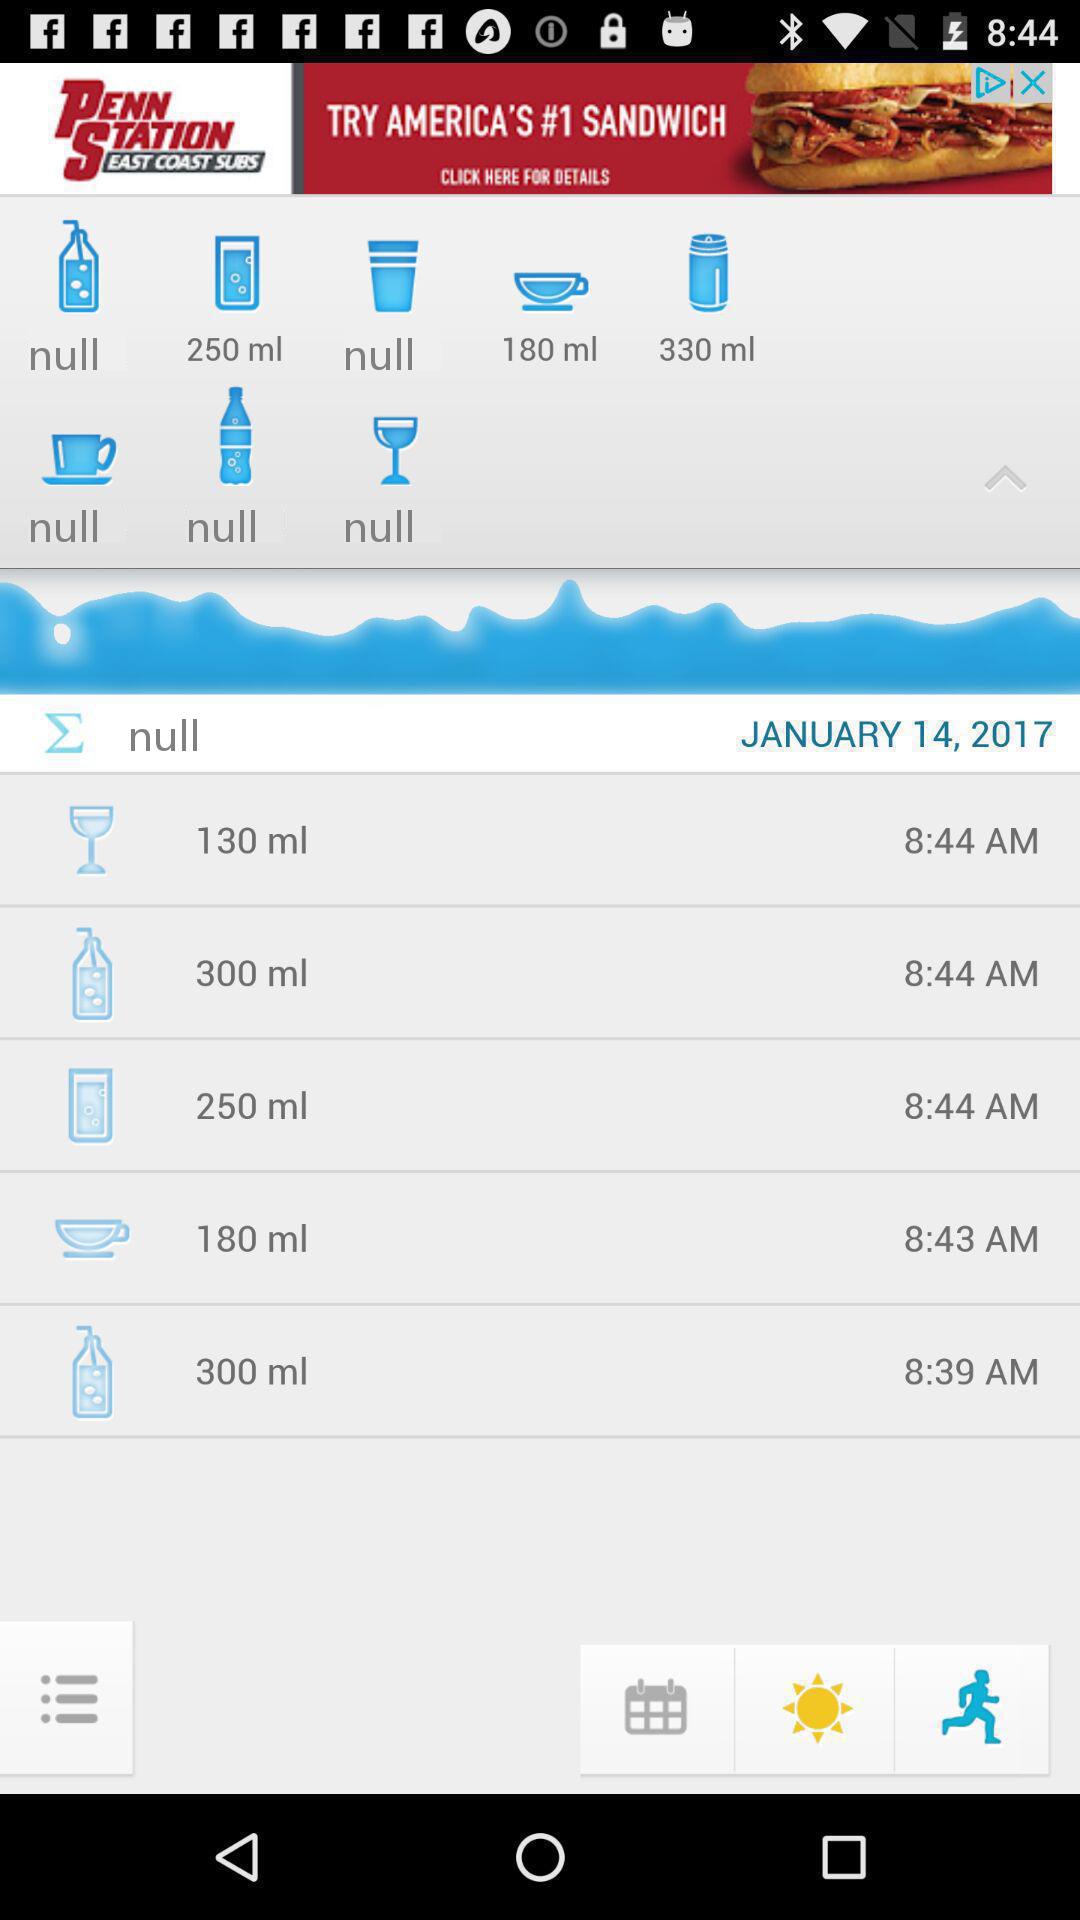 8:44
PENN STATION
EAST COAST SUBS
TRY AMERICA'S #1 SANDWICH
CLICK HERE FOR DETAILS
null 250 ml null 180 ml 330 ml
null null null
Σ null JANUARY 14, 2017
130 ml 8:44 AM
300 ml 8:44 AM
250 ml 8:44 AM
180 ml 8:43 AM
300 ml 8:39 AM